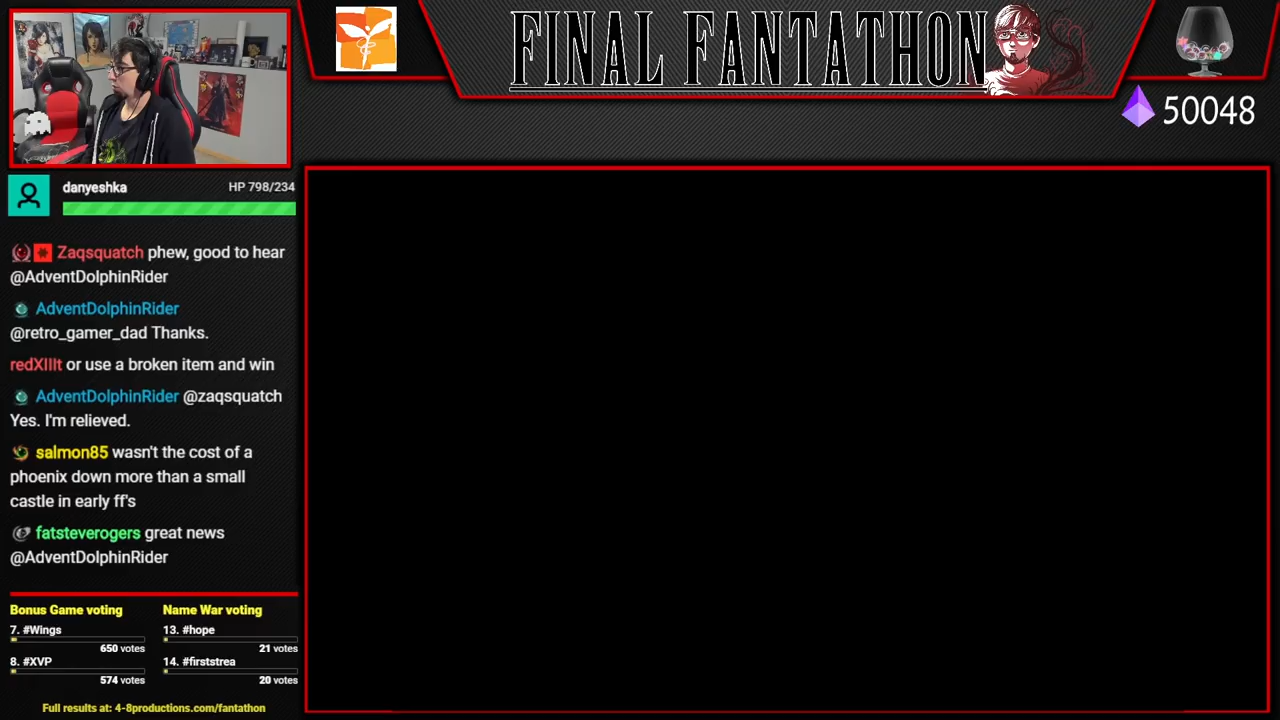 FINAL FANTATHON
50048
danyeshka
HP 798/234
Zaqsquatch phew, good to hear
@AdventDolphinRider
AdventDolphinRider
@retro_gamer_dad Thanks.
redXIIIt or use a broken item and win
AdventDolphinRider @zaqsquatch
Yes. I'm relieved.
salmon85 wasn't the cost of a
phoenix down more than a small
castle in early ff's
fatsteverogers great news
@AdventDolphinRider
Bonus Game voting
7. #Wings
650 votes
8. #XVP
574 votes
Name War voting
13. #hope
21 votes
14. #firststrea
20 votes
Full results at: 4-8productions.com/fantathon